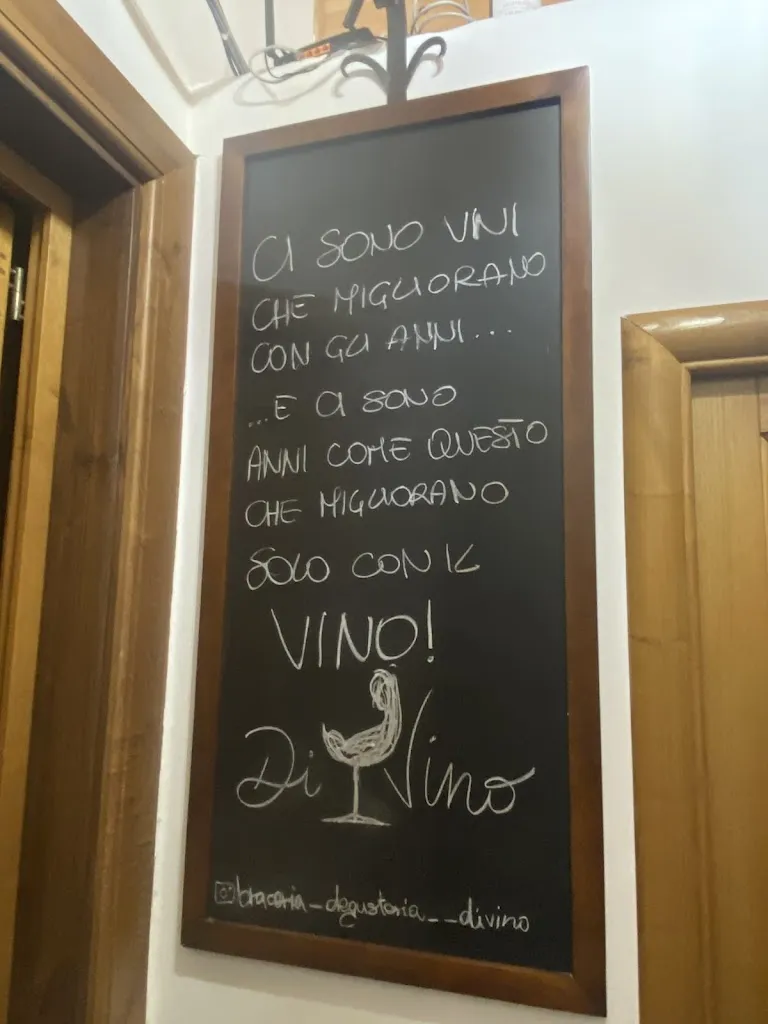 CI SONO VINI
CHE MIGLIORANO
CON GLI ANNI...
...E CI SONO
ANNI COME QUESTO
CHE MIGLIORANO
SOLO CON IL
VINO!
Di Vino
braceria_degustoria__divino